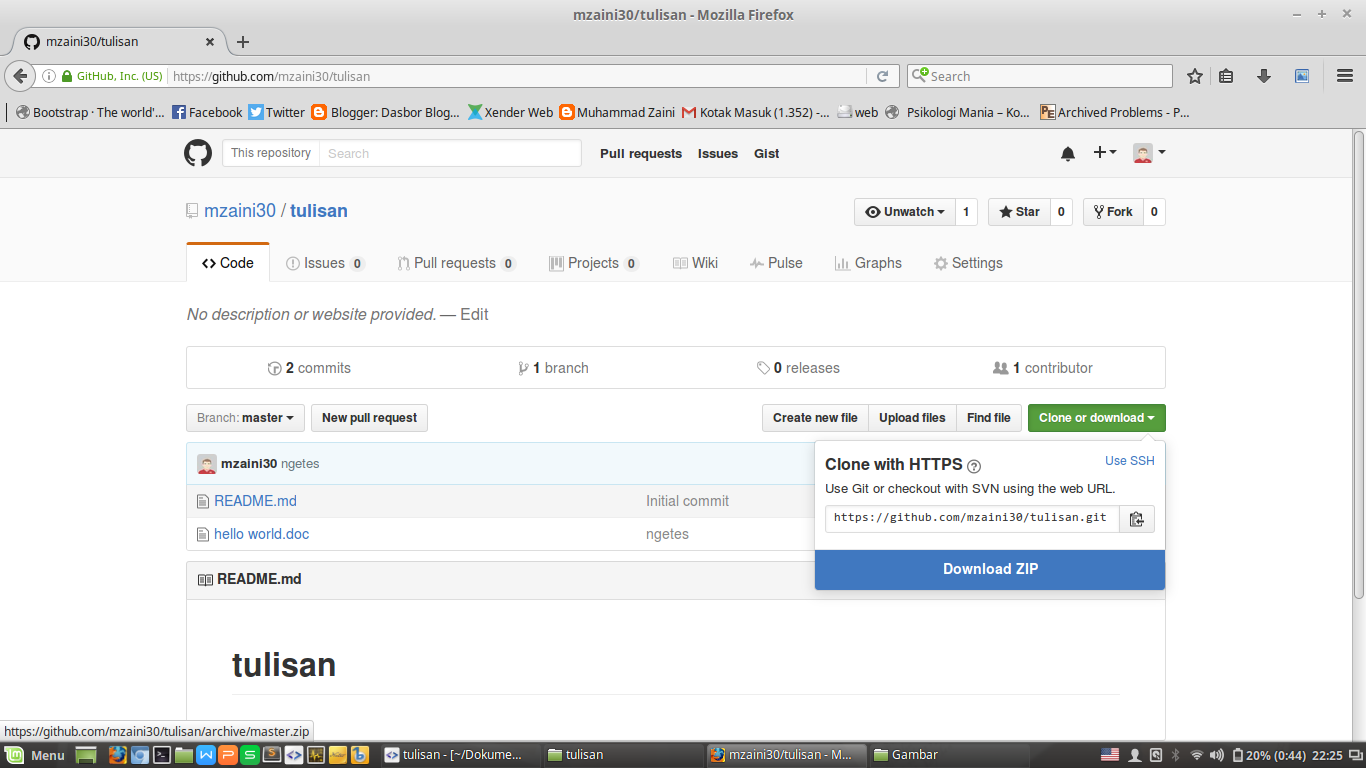 mzaini30/tulisan - Mozilla Firefox
mzaini30/tulisan
GitHub, Inc. (US) https://github.com/mzaini30/tulisan Search
Bootstrap · The world'... Facebook Twitter Blogger: Dasbor Blog... Xender Web Muhammad Zaini Kotak Masuk (1.352) -... web Psikologi Mania – Ko... Archived Problems - P...
This repository Search Pull requests Issues Gist
mzaini30 / tulisan Unwatch 1 Star 0 Fork 0
Code Issues 0 Pull requests 0 Projects 0 Wiki Pulse Graphs Settings
No description or website provided. — Edit
2 commits 1 branch 0 releases 1 contributor
Branch: master New pull request Create new file Upload files Find file Clone or download
mzaini30 ngetes
README.md Initial commit
hello world.doc ngetes
Clone with HTTPS Use SSH
Use Git or checkout with SVN using the web URL.
https://github.com/mzaini30/tulisan.git
Download ZIP
README.md
tulisan
https://github.com/mzaini30/tulisan/archive/master.zip
Menu tulisan - [~/Dokume... tulisan mzaini30/tulisan - M... Gambar 20% (0:44) 22:25